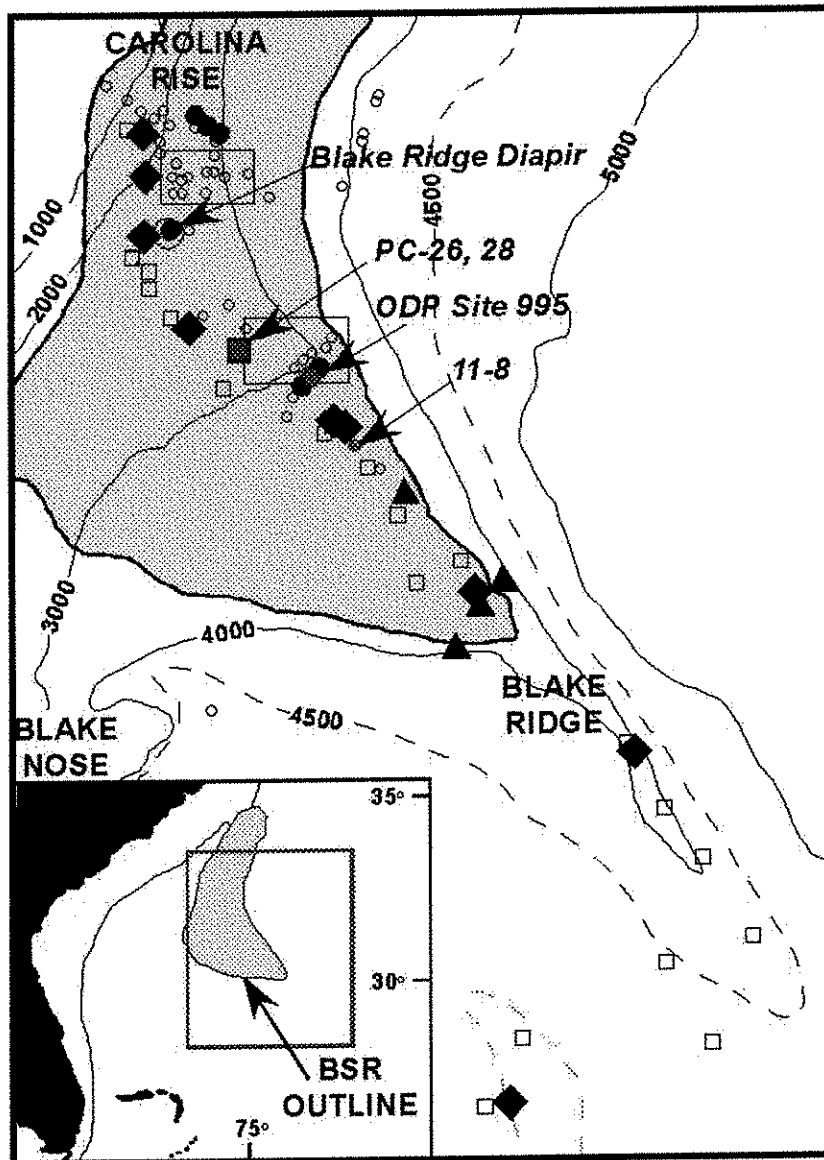 CAROLINA
RISE
Blake Ridge Diapir
5000
4500
1000
PC-26, 28
2000
ODP Site 995
11-8
3000
4000
BLAKE
RIDGE
4500
BLAKE
NOSE
35°
30°
BSR
OUTLINE
75°